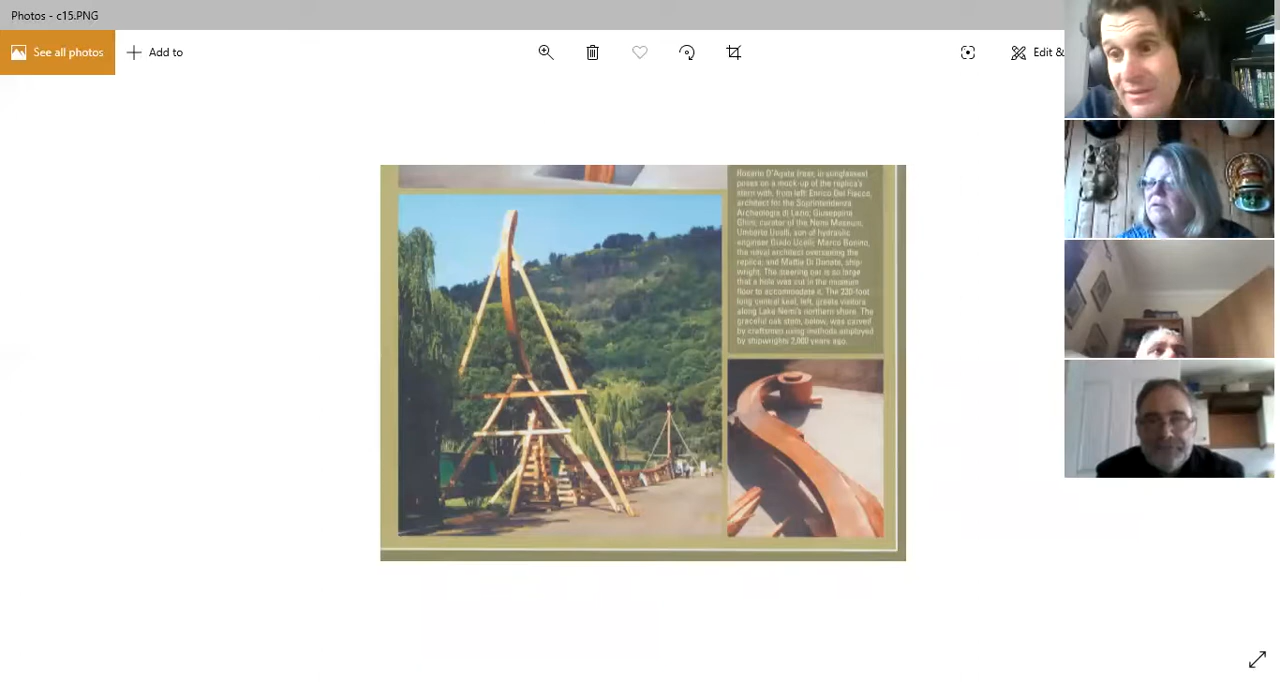 Photos - c15.PNG
See all photos
Add to
Edit &
Rosario D'Agata (rear, in sunglasses)
poses on a mock-up of the replica's
stern with, from left: Enrico Del Fiacco,
architect for the Soprintendenza
Archeologia di Lazio; Giuseppina
Ghini, curator of the Nemi Museum;
Umberto Ucelli, son of hydraulic
engineer Guido Ucelli; Marco Bonino,
the naval architect overseeing the
replica; and Mattia Di Donato, ship-
wright. The steering oar is so large
that a hole was cut in the museum
floor to accommodate it. The 220-foot
long central keel, left, greets visitors
along Lake Nemi's northern shore. The
graceful oak stem, below, was carved
by craftsmen using methods employed
by shipwrights 2,000 years ago.